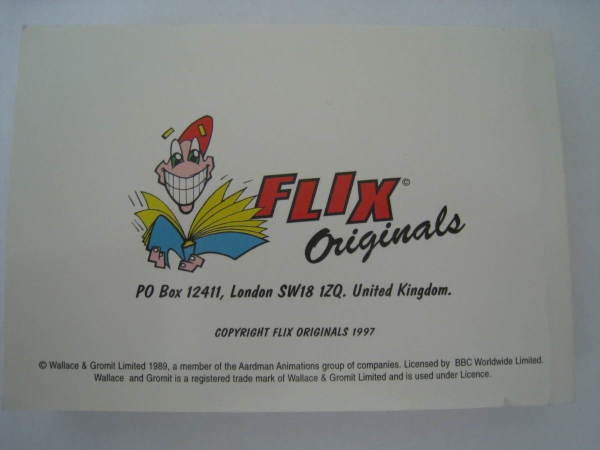 FLIX©
Originals
PO Box 12411, London SW18 1ZQ. United Kingdom.
COPYRIGHT FLIX ORIGINALS 1997
© Wallace & Gromit Limited 1989, a member of the Aardman Animations group of companies. Licensed by BBC Worldwide Limited.
Wallace and Gromit is a registered trade mark of Wallace & Gromit Limited and is used under Licence.